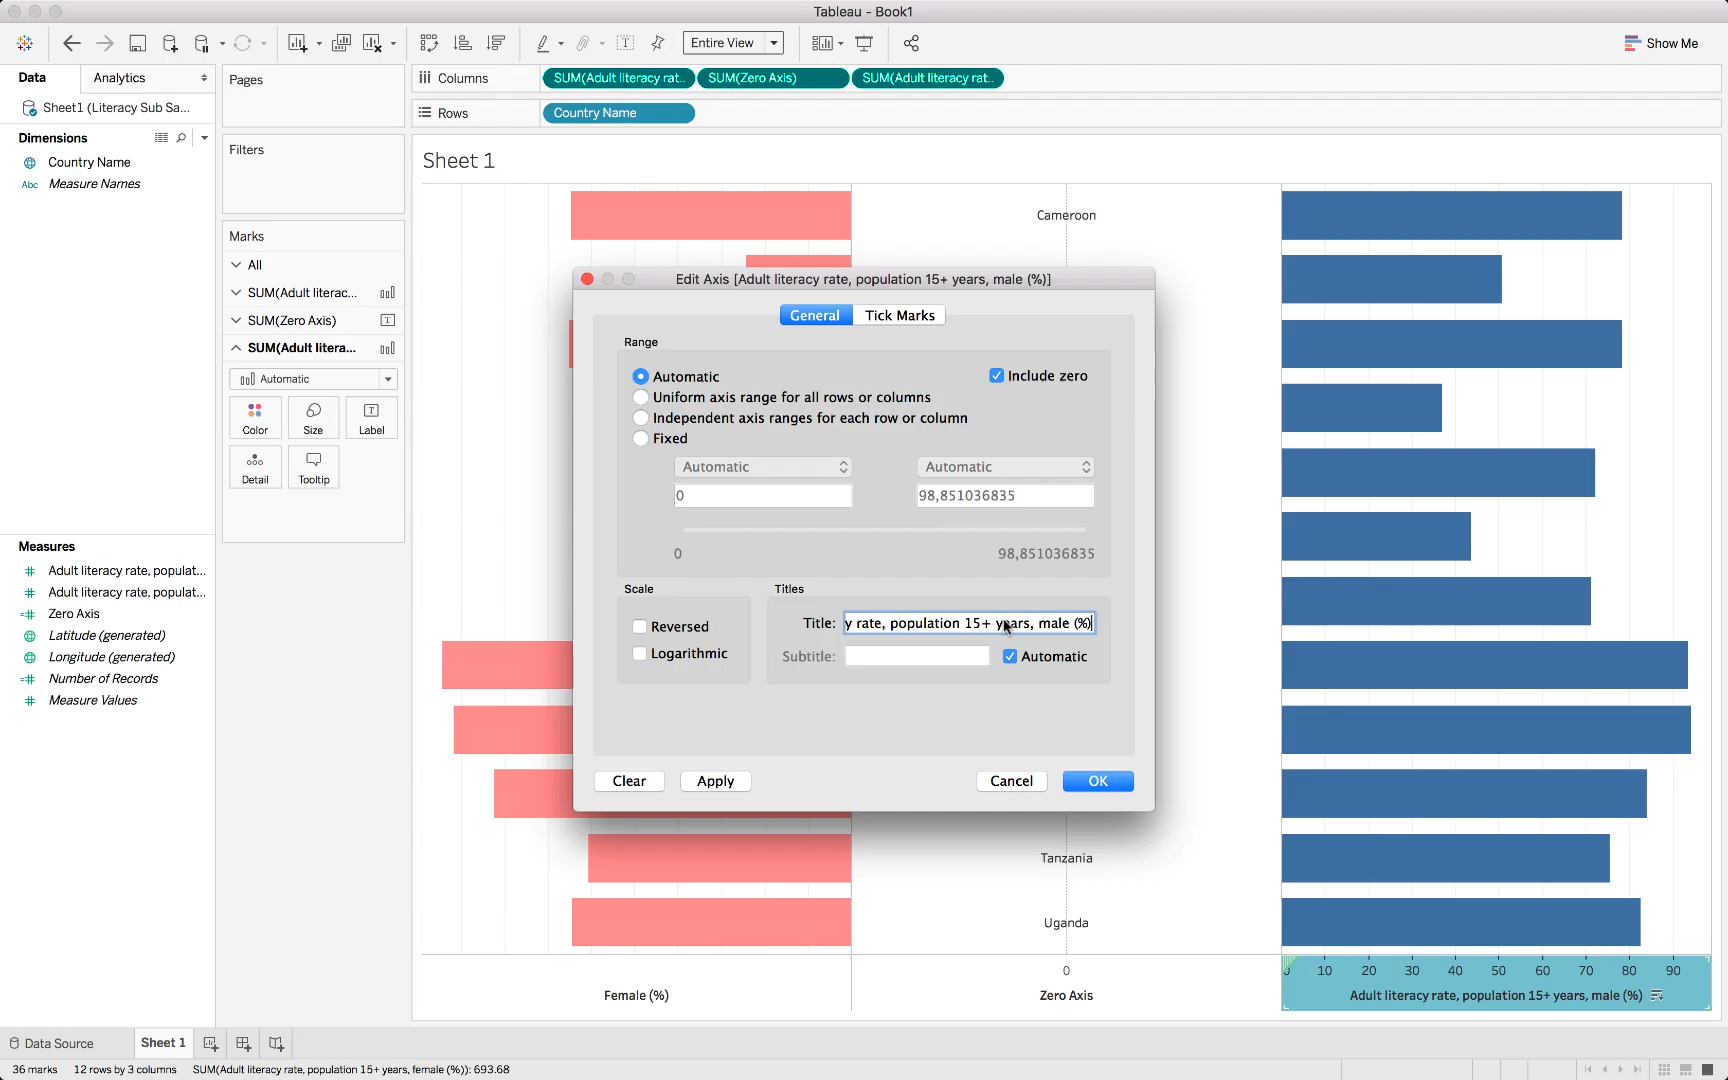 Tableau - Book1
Entire View
Show Me
Data
Analytics
Pages
Columns
SUM(Adult literacy rat..
SUM(Zero Axis)
SUM(Adult literacy rat..
Sheet1 (Literacy Sub Sa...
Rows
Country Name
Dimensions
Filters
Country Name
Abc
Measure Names
Sheet 1
Marks
All
SUM(Adult literac...
SUM(Zero Axis)
SUM(Adult litera...
Automatic
Color
Size
Label
Detail
Tooltip
Measures
Adult literacy rate, populat...
Adult literacy rate, populat...
Zero Axis
Latitude (generated)
Longitude (generated)
Number of Records
Measure Values
Cameroon
Edit Axis [Adult literacy rate, population 15+ years, male (%)]
General
Tick Marks
Range
Automatic
Include zero
Uniform axis range for all rows or columns
Independent axis ranges for each row or column
Fixed
Automatic
Automatic
0
98,851036835
0
98,851036835
Scale
Titles
Reversed
Logarithmic
Title:
y rate, population 15+ years, male (%)
Subtitle:
Automatic
Clear
Apply
Cancel
OK
Tanzania
Uganda
0
0 10 20 30 40 50 60 70 80 90
Female (%)
Zero Axis
Adult literacy rate, population 15+ years, male (%)
Data Source
Sheet 1
36 marks
12 rows by 3 columns
SUM(Adult literacy rate, population 15+ years, female (%)): 693.68